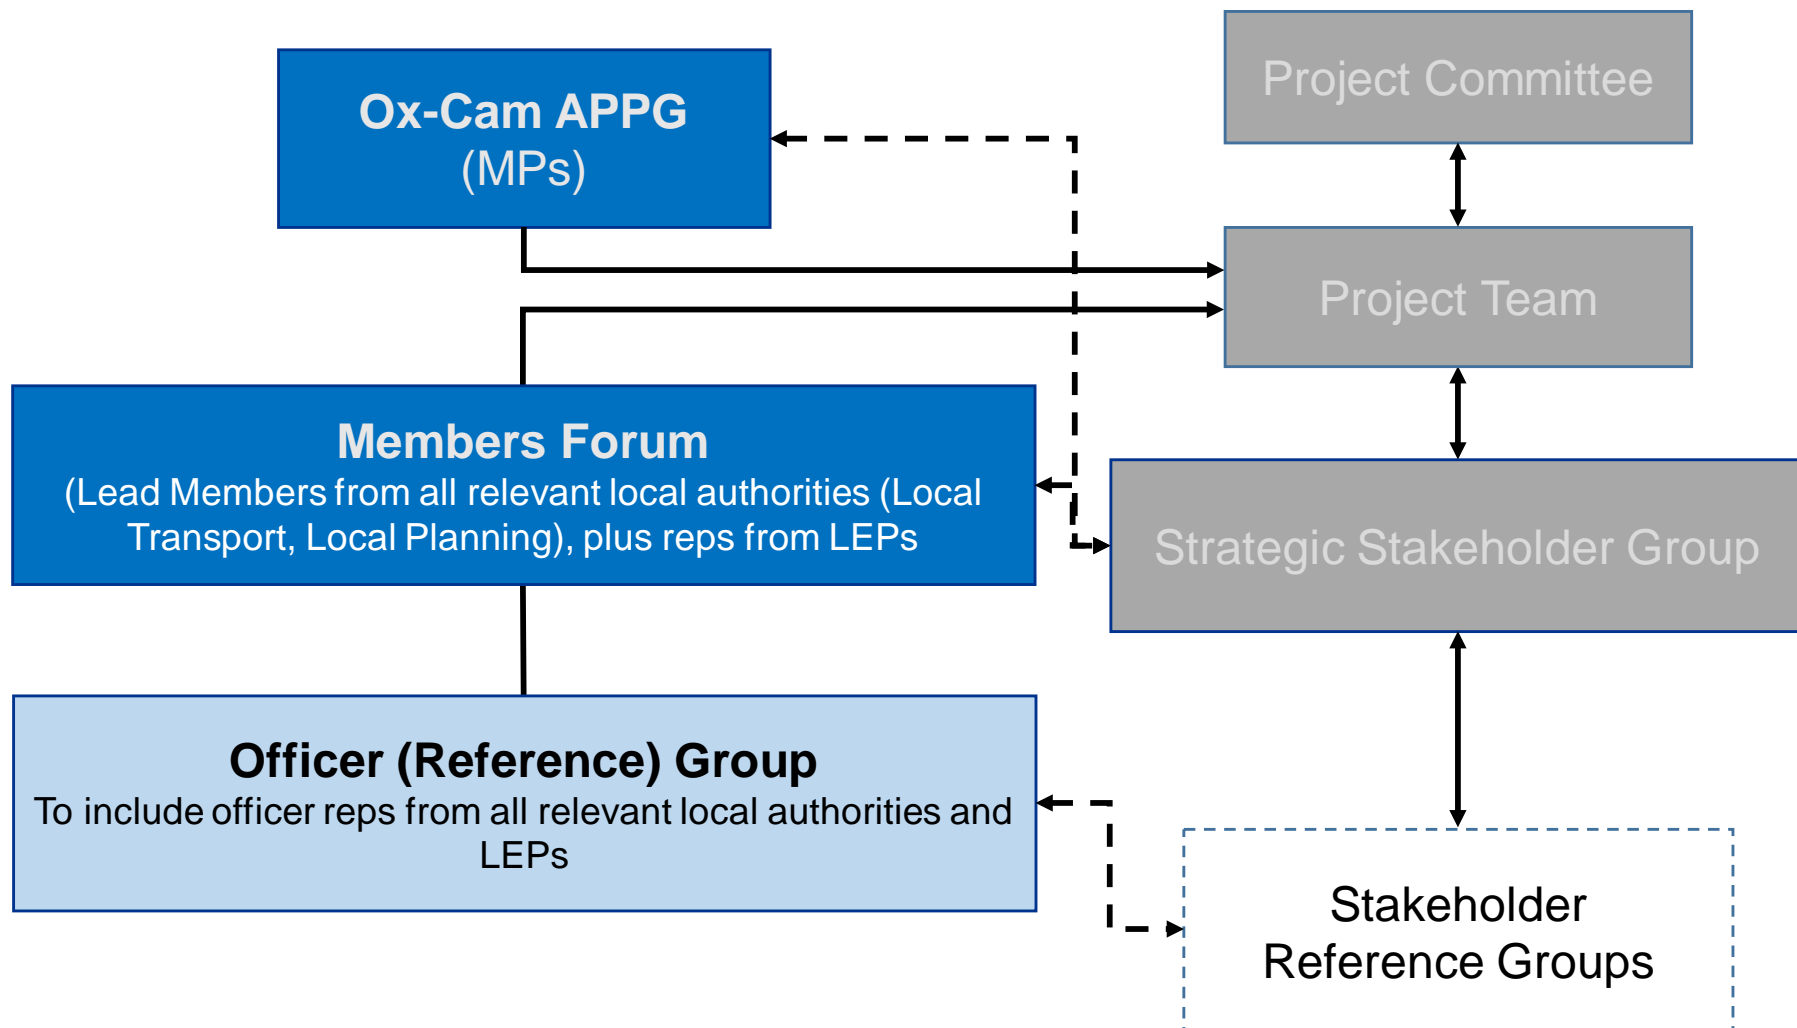 Ox-Cam APPG
(MPs)
Project Committee
Project Team
Members Forum
(Lead Members from all relevant local authorities (Local
Transport, Local Planning), plus reps from LEPs
Strategic Stakeholder Group
Officer (Reference) Group
To include officer reps from all relevant local authorities and
LEPs
Stakeholder
Reference Groups